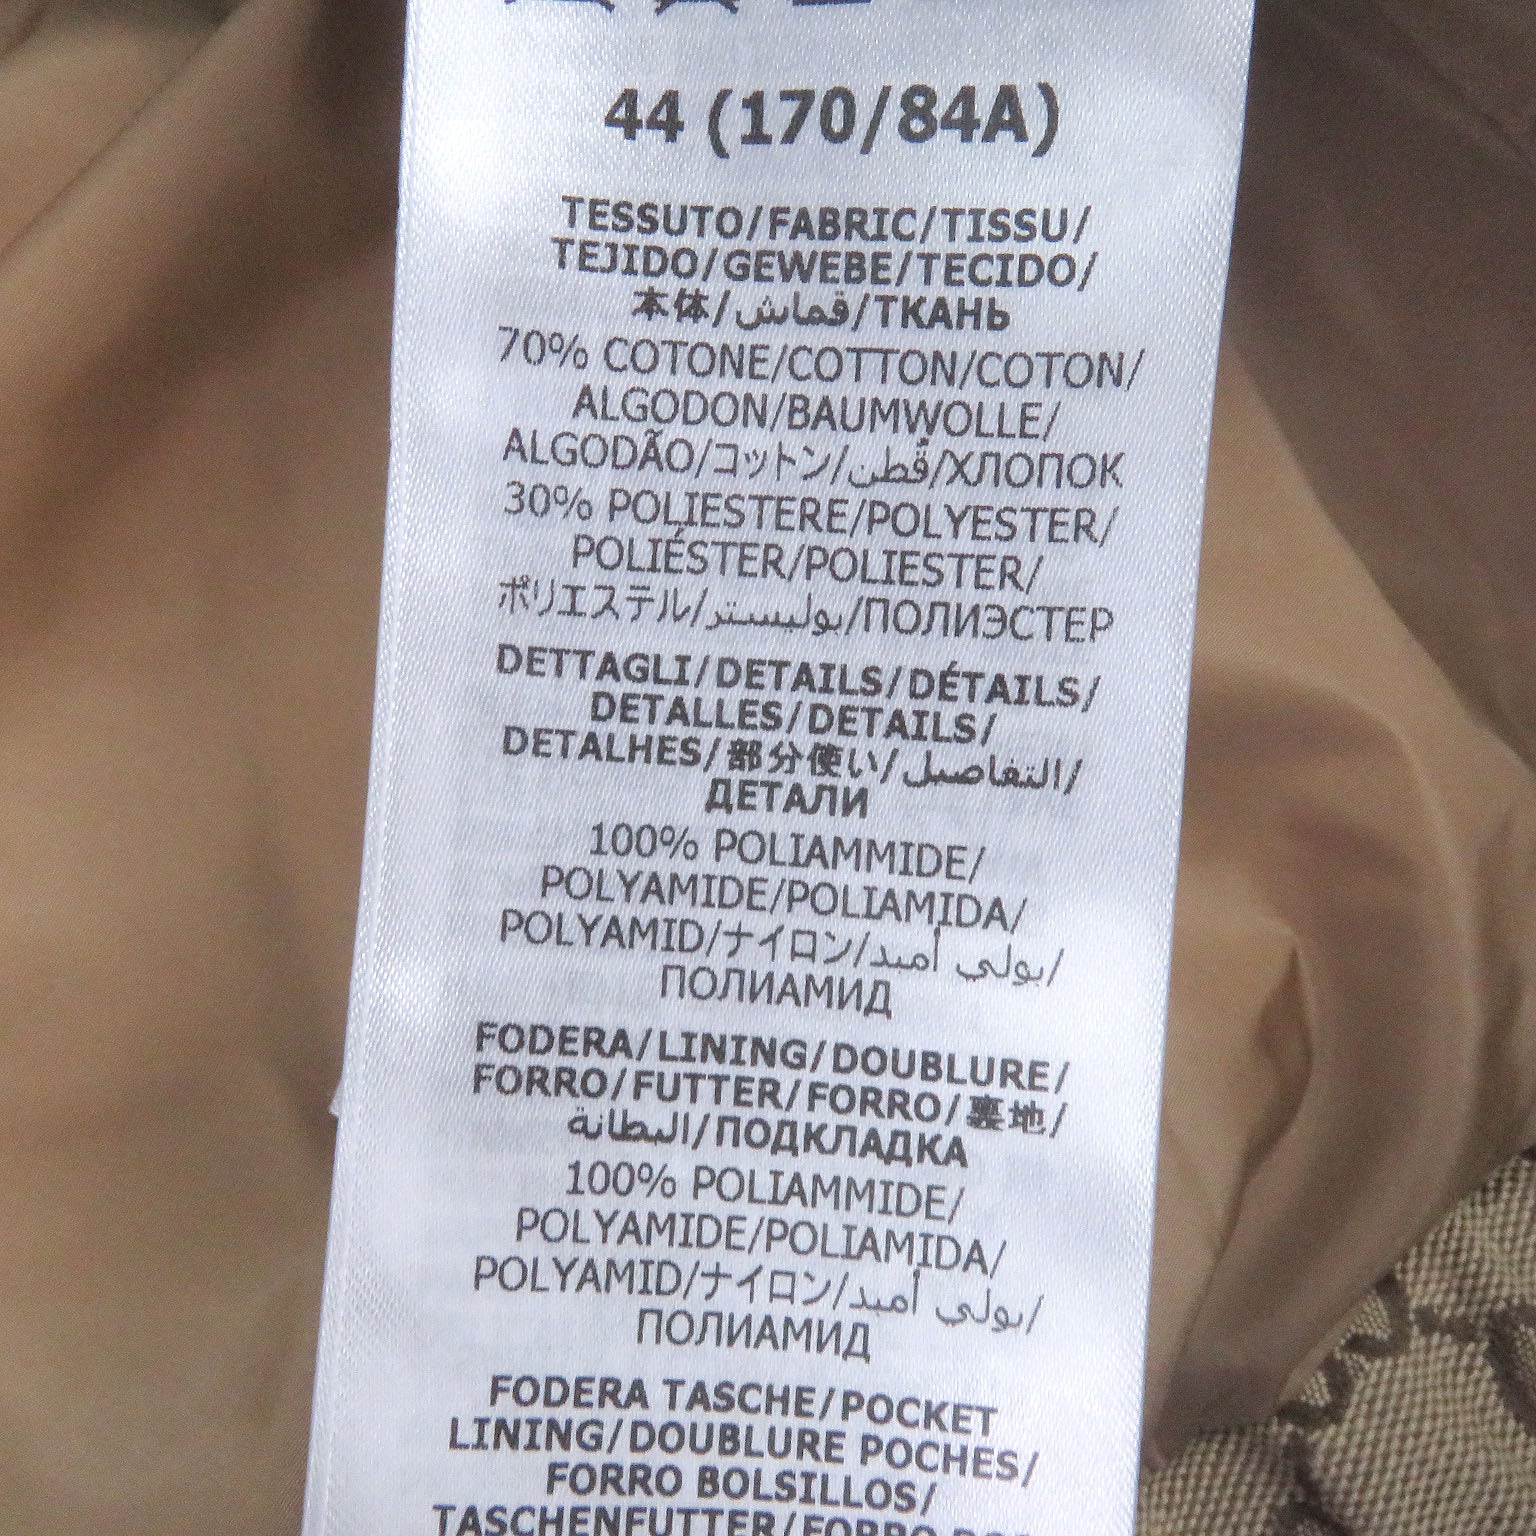 44 (170/84A)
TESSUTO/FABRIC/TISSU/
TEJIDO/GEWEBE/TECIDO/
本体/قماش/ТКАНЬ
70% COTONE/COTTON/COTON/
ALGODON/BAUMWOLLE/
ALGODÃO/コットン/قُطن/ХЛОПОК
30% POLIESTERE/POLYESTER/
POLIÉSTER/POLIESTER/
ポリエステル/بوليستر/ПОЛИЭСТЕР
DETTAGLI/DETAILS/DÉTAILS/
DETALLES/DETAILS/
DETALHES/部分使い/التفاصيل/
ДЕТАЛИ
100% POLIAMMIDE/
POLYAMIDE/POLIAMIDA/
POLYAMID/ナイロン/بولي أميد/
ПОЛИАМИД
FODERA/LINING/DOUBLURE/
FORRO/FUTTER/FORRO/裏地/
البطانة/ПОДКЛАДКА
100% POLIAMMIDE/
POLYAMIDE/POLIAMIDA/
POLYAMID/ナイロン/بولي أميد/
ПОЛИАМИД
FODERA TASCHE/POCKET
LINING/DOUBLURE POCHES/
FORRO BOLSILLOS/
TASCHENFUTTER/FORRO